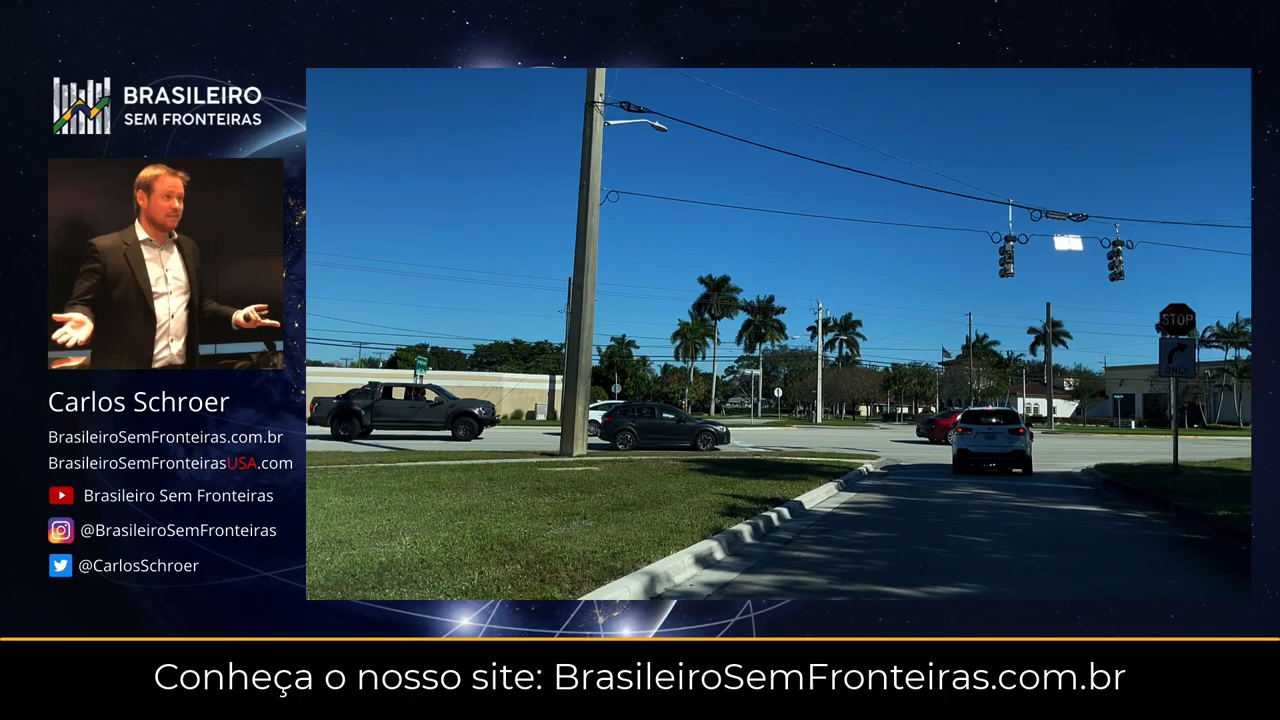 BRASILEIRO
SEM FRONTEIRAS
Carlos Schroer
BrasileiroSemFronteiras.com.br
BrasileiroSemFronteirasUSA.com
Brasileiro Sem Fronteiras
@BrasileiroSemFronteiras
@CarlosSchroer
STOP
ONLY
Conheça o nosso site: BrasileiroSemFronteiras.com.br